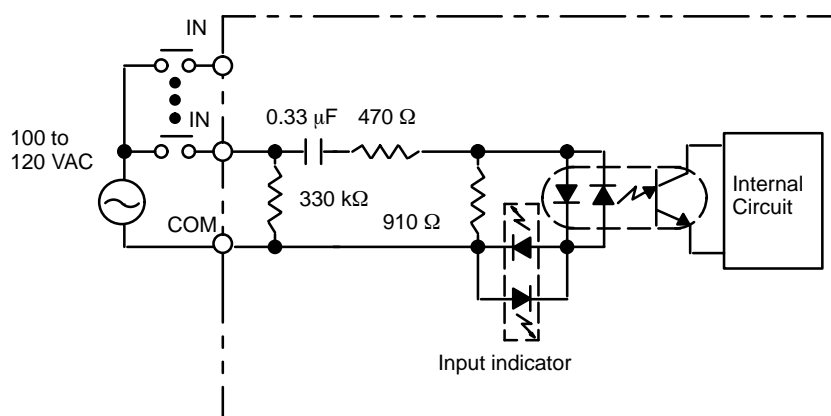 IN
IN
0.33 μF
470 Ω
100 to
120 VAC
330 kΩ
910 Ω
COM
Internal
Circuit
Input indicator